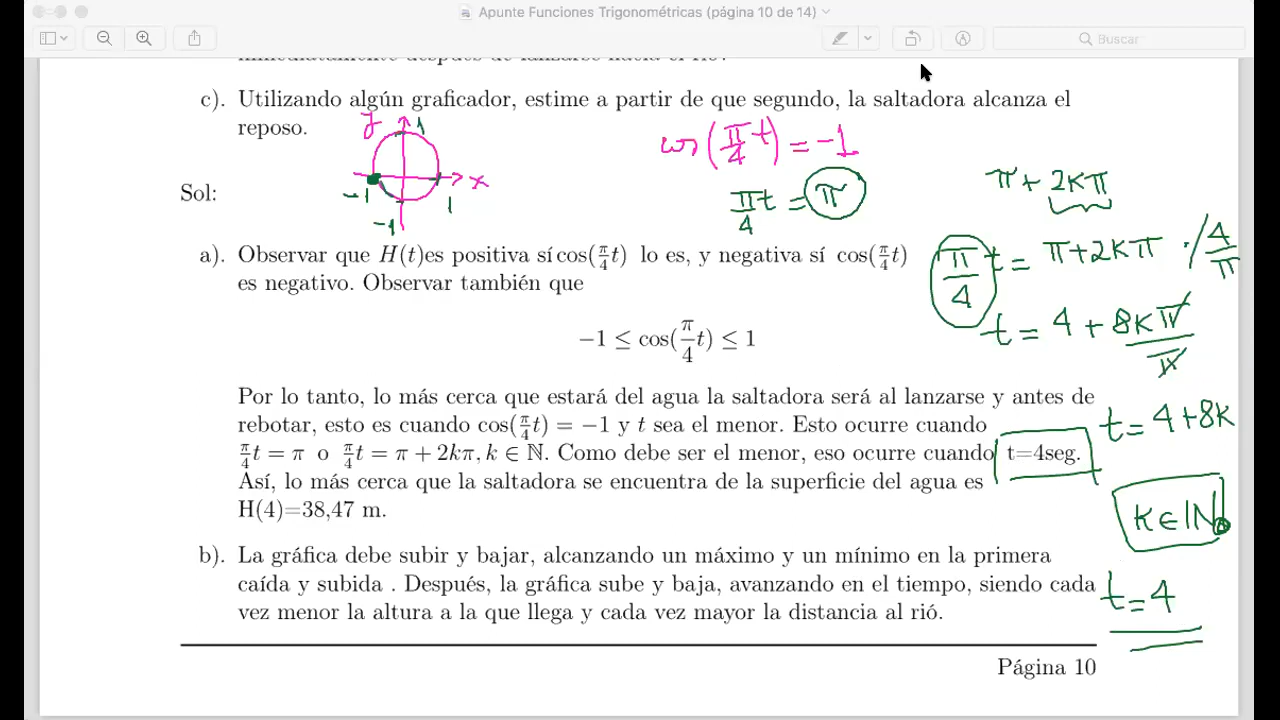 Apunte Funciones Trigonométricas (página 10 de 14)
Buscar
inmediatamente después de lanzarse hacia el río.
c). Utilizando algún graficador, estime a partir de que segundo, la saltadora alcanza el
reposo.
y
1
x
-1
1
-1
cos(π/4 t) = -1
π/4 t = π
π + 2kπ
π/4 t = π+2kπ ·/ 4/π
t = 4 + 8kπ/π
t = 4+8k
k ∈ ℕ₀
t = 4
Sol:
a). Observar que H(t)es positiva sí cos(π/4 t) lo es, y negativa sí cos(π/4 t)
es negativo. Observar también que
−1 ≤ cos(π/4 t) ≤ 1
Por lo tanto, lo más cerca que estará del agua la saltadora será al lanzarse y antes de
rebotar, esto es cuando cos(π/4 t) = −1 y t sea el menor. Esto ocurre cuando
π/4 t = π o π/4 t = π + 2kπ, k ∈ ℕ. Como debe ser el menor, eso ocurre cuando t=4seg.
Así, lo más cerca que la saltadora se encuentra de la superficie del agua es
H(4)=38,47 m.
b). La gráfica debe subir y bajar, alcanzando un máximo y un mínimo en la primera
caída y subida . Después, la gráfica sube y baja, avanzando en el tiempo, siendo cada
vez menor la altura a la que llega y cada vez mayor la distancia al rió.
Página 10